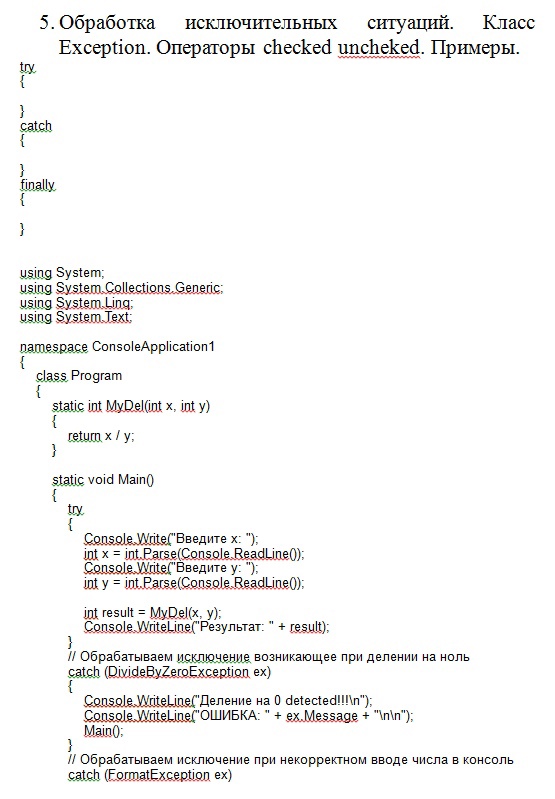 5. Обработка исключительных ситуаций. Класс
Exception. Операторы checked uncheked. Примеры.
try
{
}
catch
{
}
finally
{
}
using System;
using System.Collections.Generic;
using System.Linq;
using System.Text;
namespace ConsoleApplication1
{
class Program
{
static int MyDel(int x, int y)
{
return x / y;
}
static void Main()
{
try
{
Console.Write("Введите x: ");
int x = int.Parse(Console.ReadLine());
Console.Write("Введите y: ");
int y = int.Parse(Console.ReadLine());
int result = MyDel(x, y);
Console.WriteLine("Результат: " + result);
}
// Обрабатываем исключение возникающее при делении на ноль
catch (DivideByZeroException ex)
{
Console.WriteLine("Деление на 0 detected!!!\n");
Console.WriteLine("ОШИБКА: " + ex.Message + "\n\n");
Main();
}
// Обрабатываем исключение при некорректном вводе числа в консоль
catch (FormatException ex)